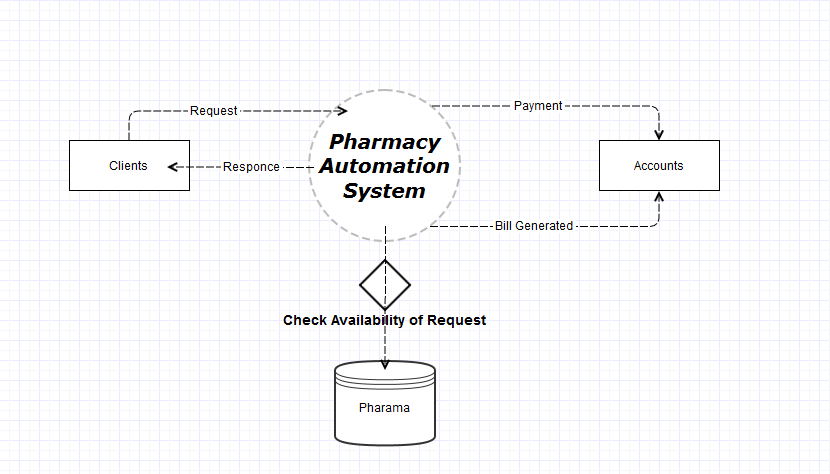 Request
Payment
Pharmacy
Automation
System
Clients
Responce
Accounts
Bill Generated
Check Availability of Request
Pharama